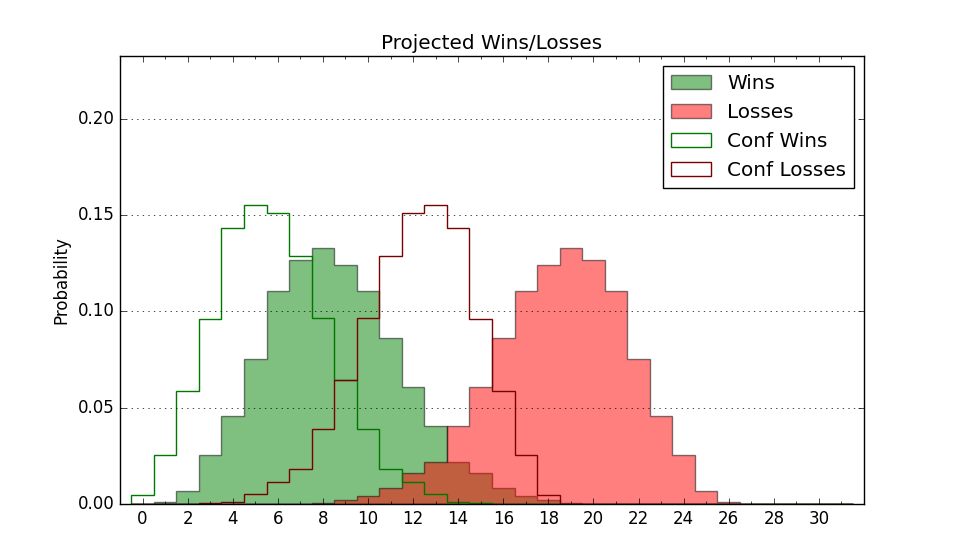 Projected Wins/Losses
Wins
Losses
Conf Wins
Conf Losses
Probability
0.20
0.15
0.10
0.05
0.00
0 2 4 6 8 10 12 14 16 18 20 22 24 26 28 30